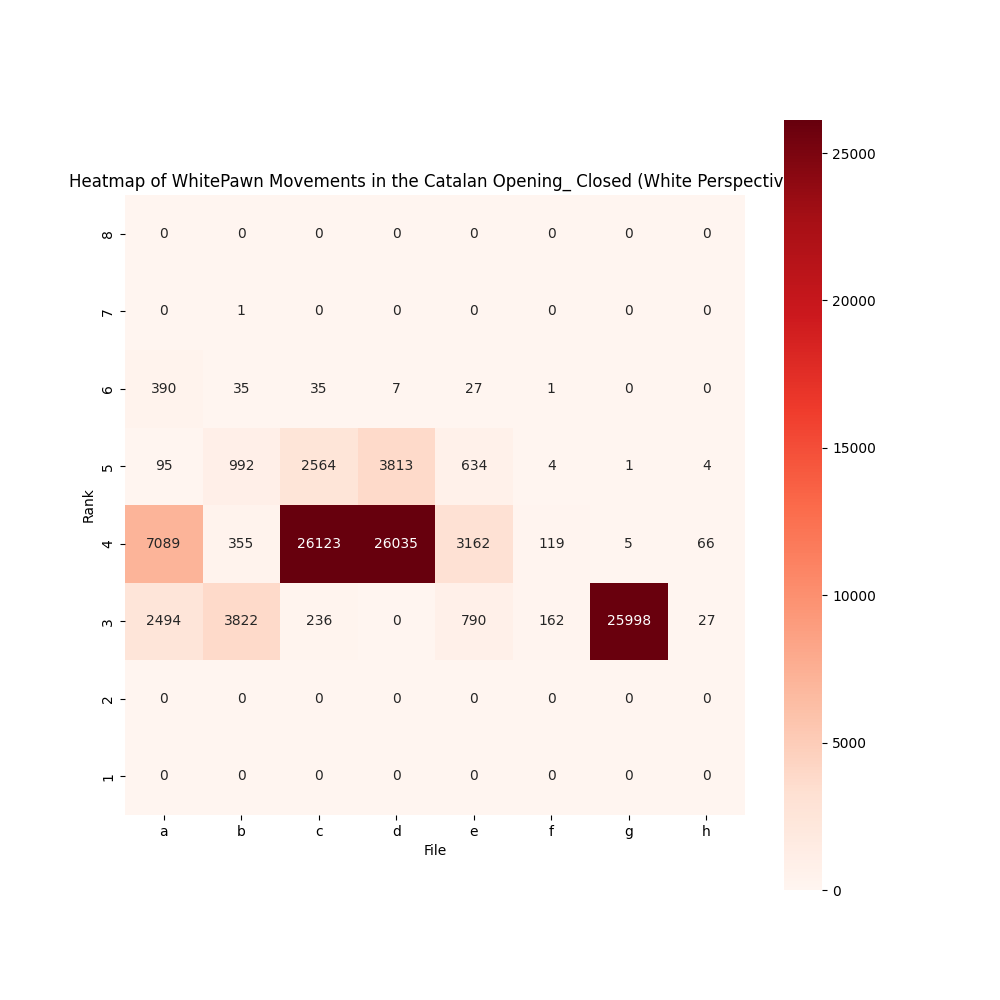 Heatmap of WhitePawn Movements in the Catalan Opening_ Closed (White Perspectiv
25000
20000
15000
10000
5000
0
8 0 0 0 0 0 0 0 0
7 0 1 0 0 0 0 0 0
6 390 35 35 7 27 1 0 0
5 95 992 2564 3813 634 4 1 4
Rank
4 7089 355 26123 26035 3162 119 5 66
3 2494 3822 236 0 790 162 25998 27
2 0 0 0 0 0 0 0 0
1 0 0 0 0 0 0 0 0
a b c d e f g h
File